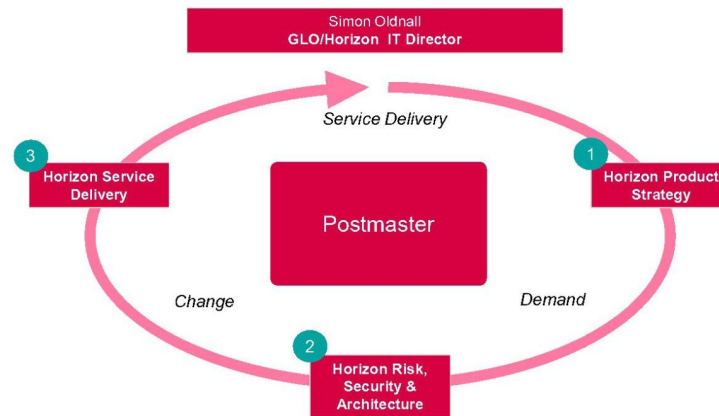 Simon Oldnall
GLO/Horizon IT Director
Service Delivery
3
Horizon Service
Delivery
1
Horizon Product
Strategy
Postmaster
Change
Demand
2
Horizon Risk,
Security &
Architecture